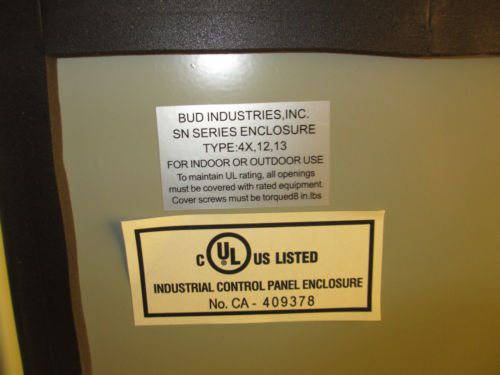 BUD INDUSTRIES,INC.
SN SERIES ENCLOSURE
TYPE:4X,12,13
FOR INDOOR OR OUTDOOR USE
To maintain UL rating, all openings
must be covered with rated equipment.
Cover screws must be torqued8 in.lbs
C UL US LISTED
INDUSTRIAL CONTROL PANEL ENCLOSURE
No. CA - 409378